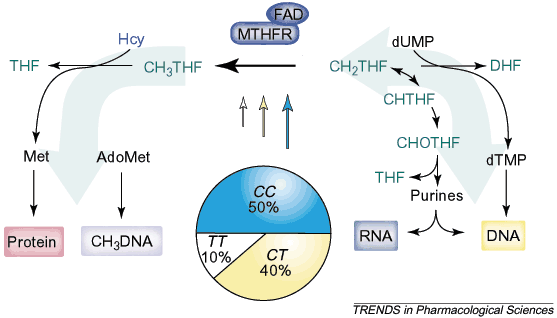 FAD
MTHFR
Hcy
dUMP
THF
CH₃THF
CH₂THF
DHF
CHTHF
CHOTHF
Met
AdoMet
THF
dTMP
Purines
CC
50%
TT
10%
CT
40%
Protein
CH₃DNA
RNA
DNA
TRENDS in Pharmacological Sciences